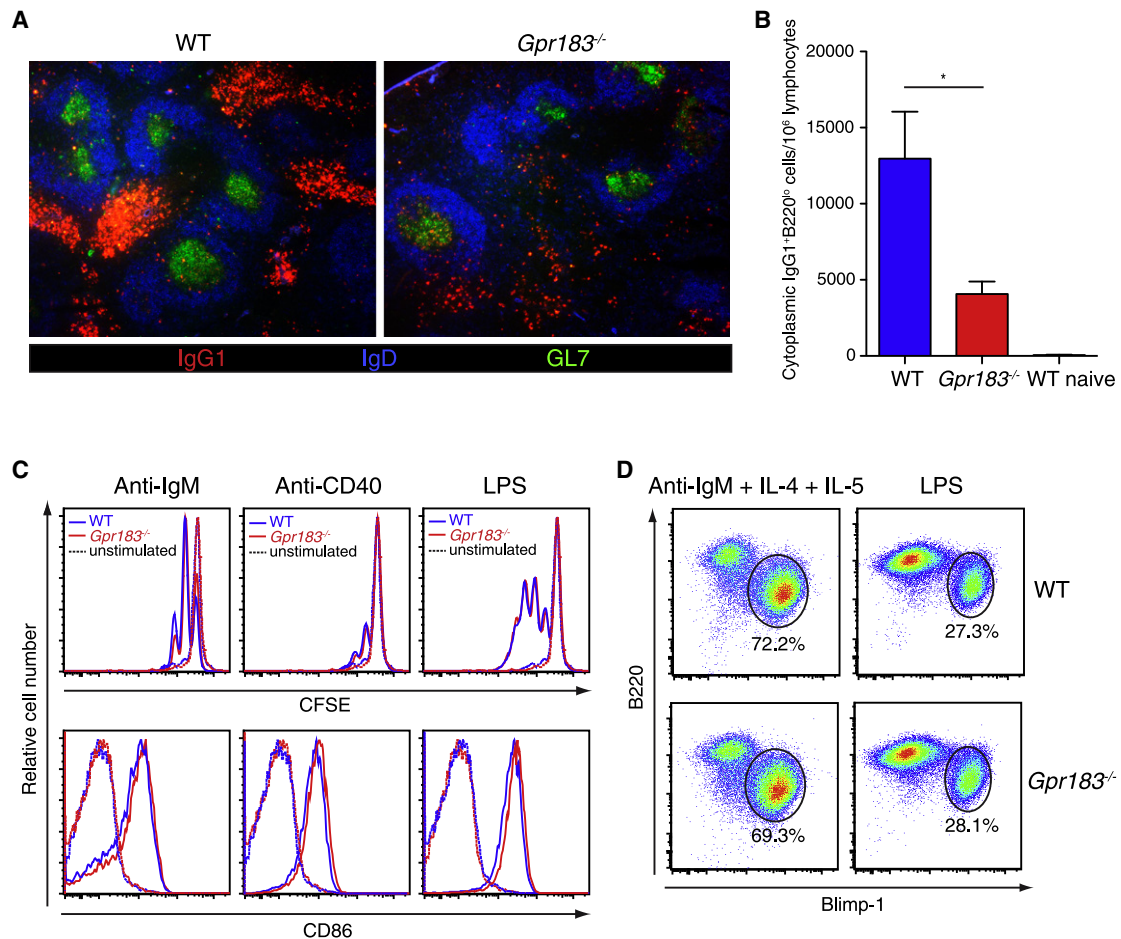 A
WT
Gpr183-/-
IgG1 IgD GL7
B
Cytoplasmic IgG1+B220lo cells/10⁶ lymphocytes
20000
15000
10000
5000
0
*
WT
Gpr183-/-
WT naive
C
Anti-IgM
Anti-CD40
LPS
WT
Gpr183-/-
unstimulated
WT
Gpr183-/-
unstimulated
WT
Gpr183-/-
unstimulated
Relative cell number
CFSE
CD86
D
Anti-IgM + IL-4 + IL-5
LPS
72.2%
27.3%
WT
B220
69.3%
28.1%
Gpr183-/-
Blimp-1